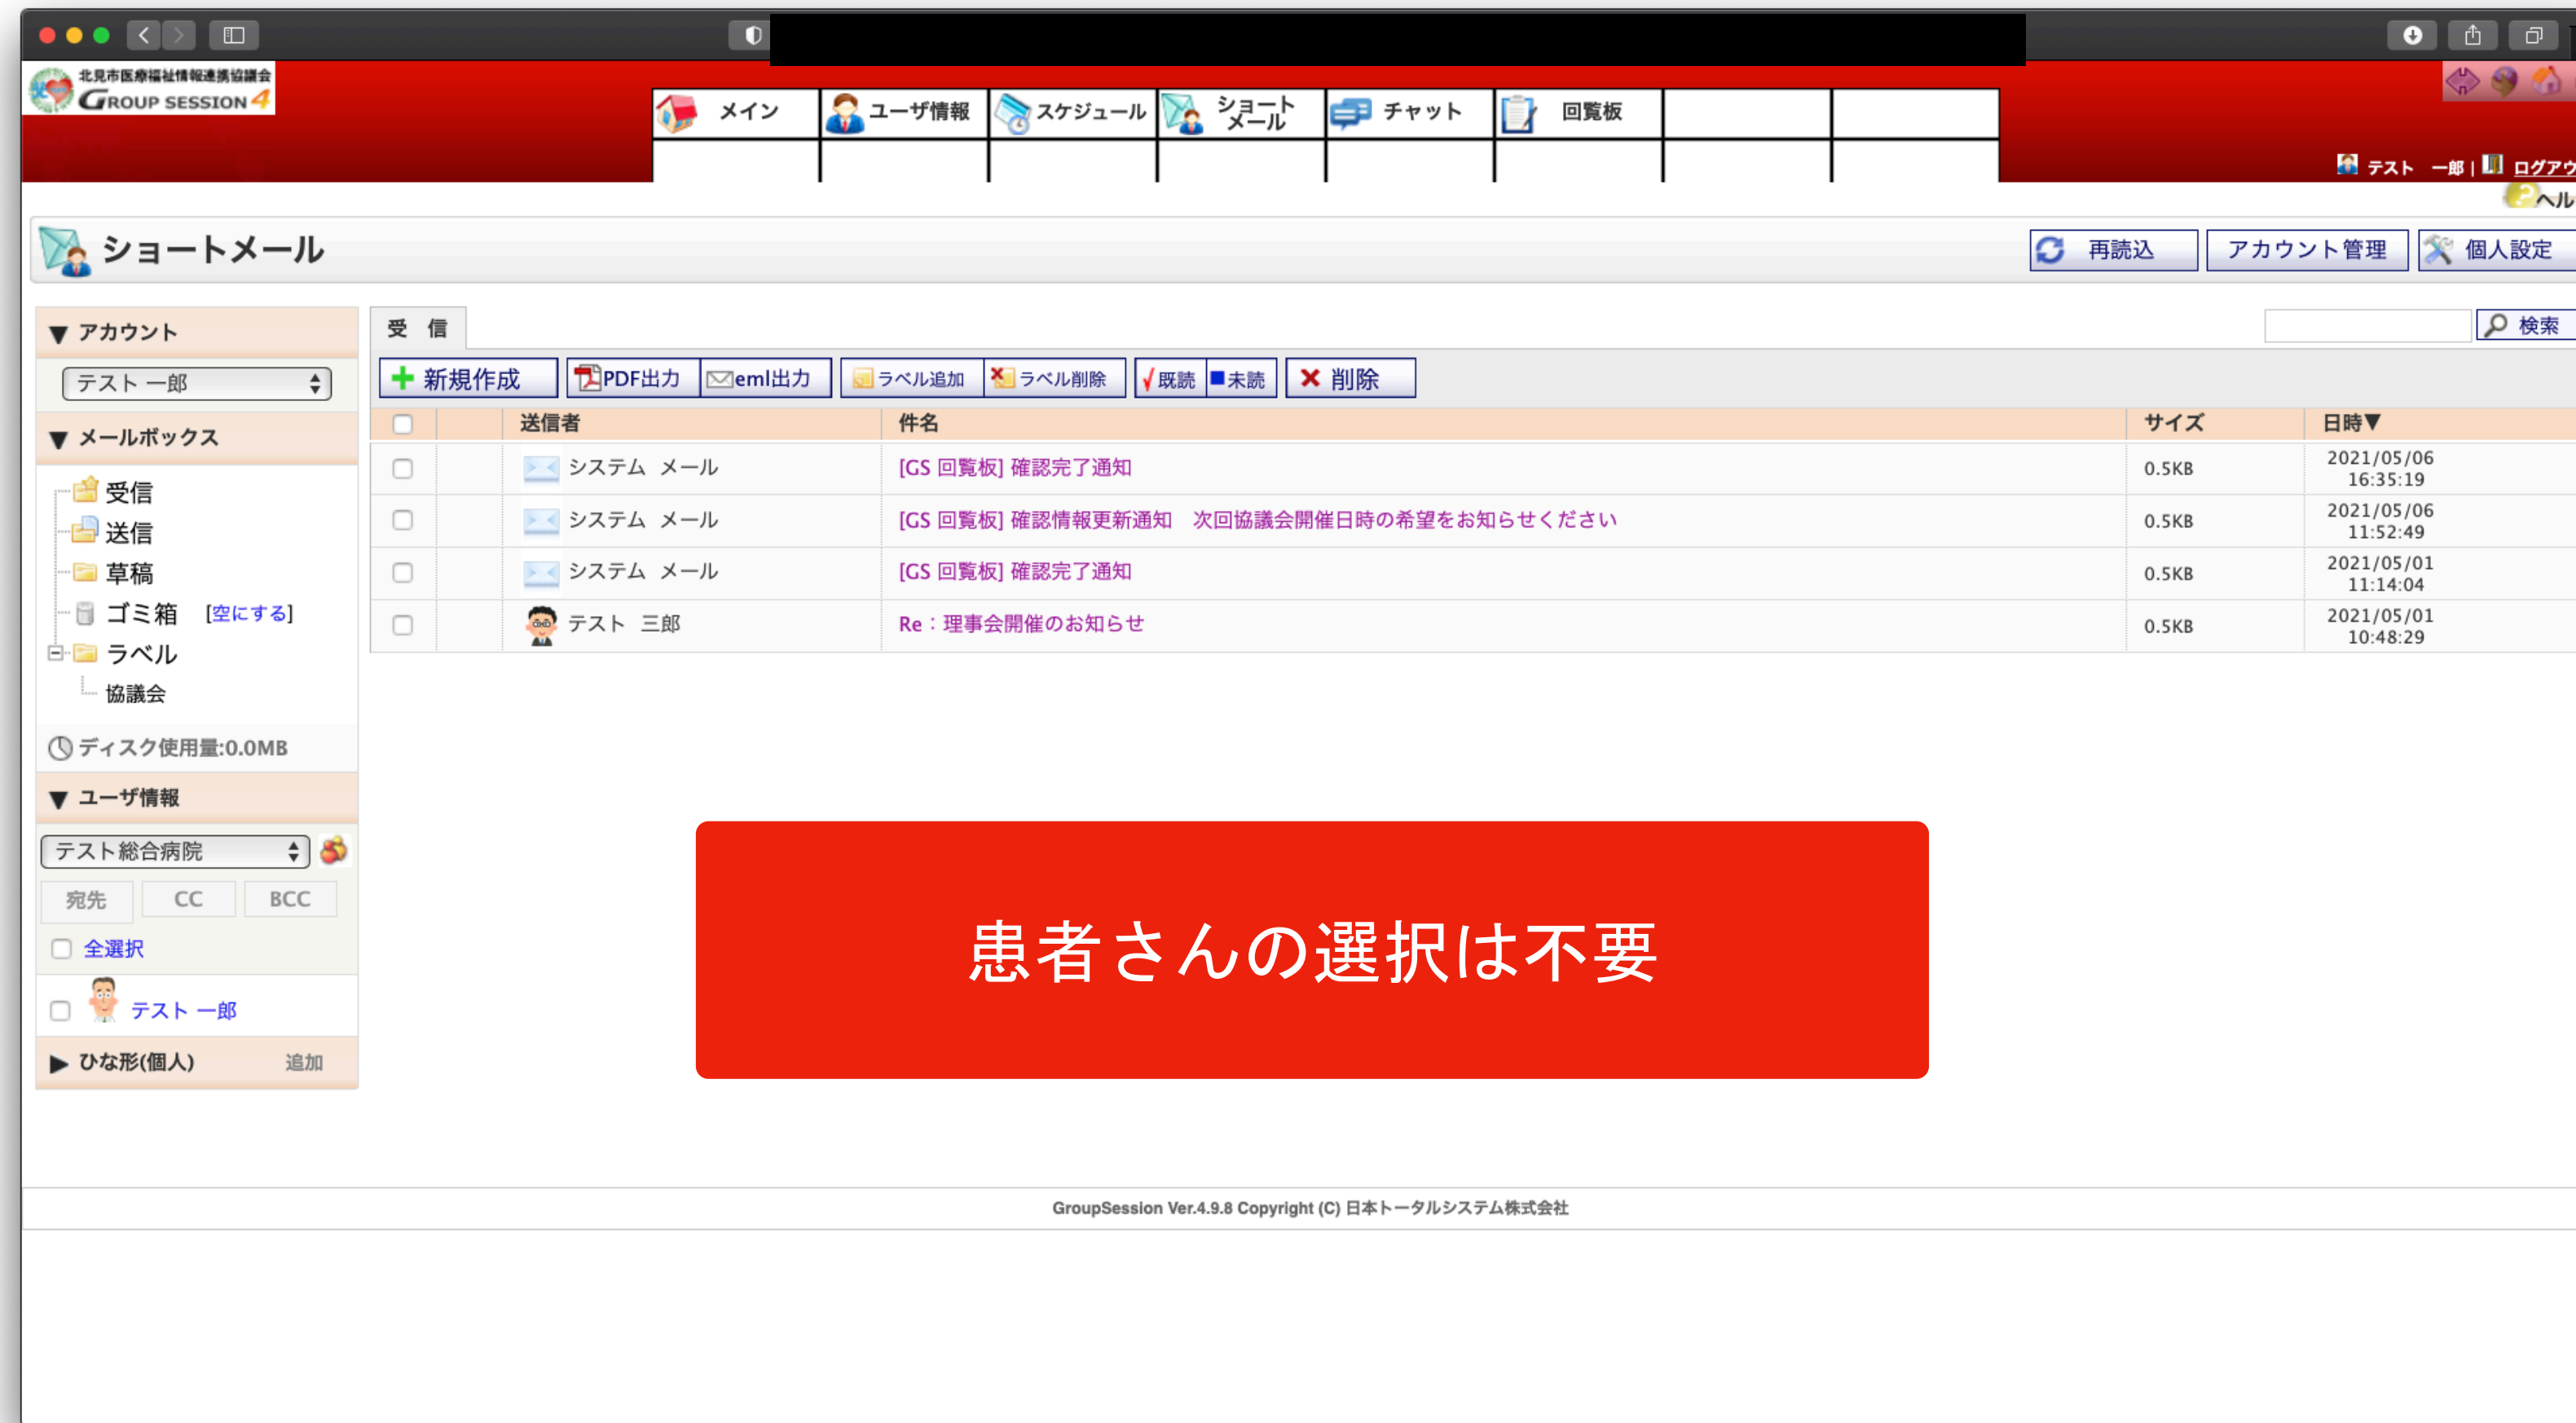 北見市医療福祉情報連携協議会
GROUP SESSION 4
メイン
ユーザ情報
スケジュール
ショートメール
チャット
回覧板
テスト 一郎 | ログアウ
ヘル
ショートメール
再読込
アカウント管理
個人設定
▼ アカウント
テスト 一郎
▼ メールボックス
受信
送信
草稿
ゴミ箱 [空にする]
ラベル
協議会
ディスク使用量:0.0MB
▼ ユーザ情報
テスト総合病院
宛先 CC BCC
全選択
テスト 一郎
▶ ひな形(個人) 追加
受 信
検索
新規作成 PDF出力 eml出力 ラベル追加 ラベル削除 既読 未読 削除
送信者 件名 サイズ 日時▼
システム メール [GS 回覧板] 確認完了通知 0.5KB 2021/05/06
16:35:19
システム メール [GS 回覧板] 確認情報更新通知 次回協議会開催日時の希望をお知らせください 0.5KB 2021/05/06
11:52:49
システム メール [GS 回覧板] 確認完了通知 0.5KB 2021/05/01
11:14:04
テスト 三郎 Re：理事会開催のお知らせ 0.5KB 2021/05/01
10:48:29
患者さんの選択は不要
GroupSession Ver.4.9.8 Copyright (C) 日本トータルシステム株式会社